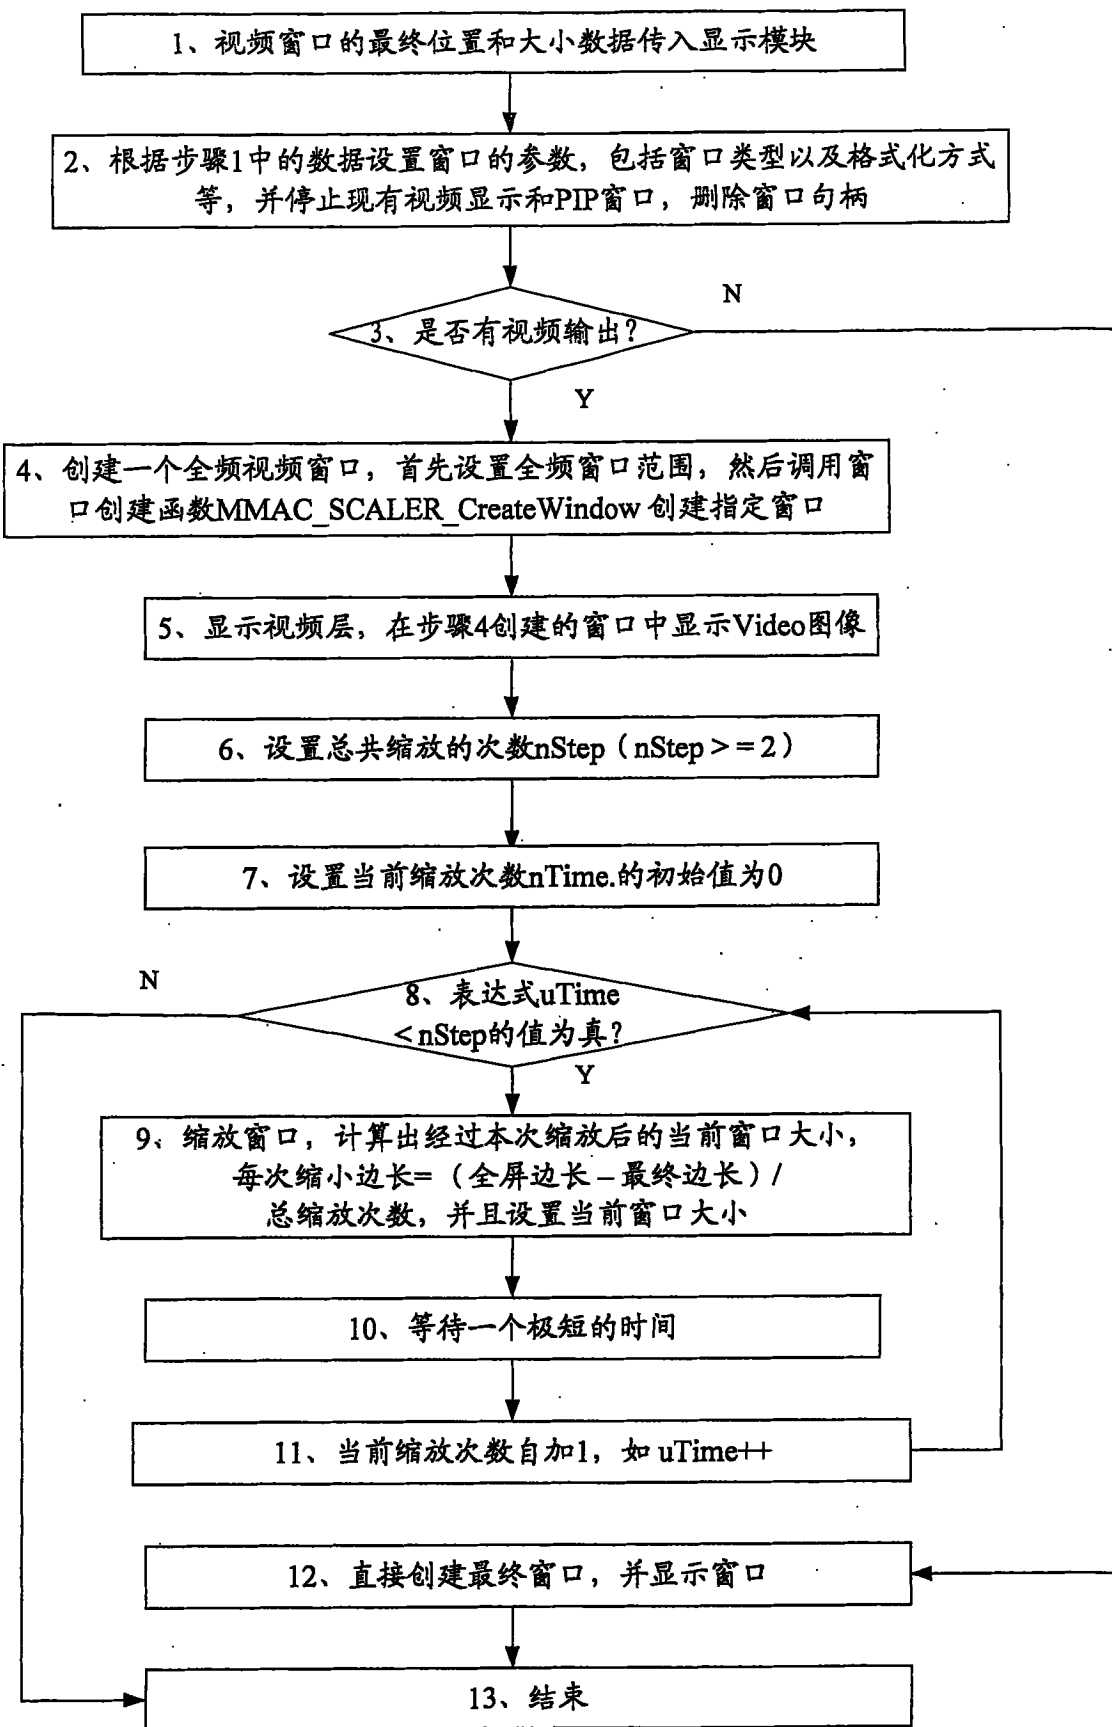 1、视频窗口的最终位置和大小数据传入显示模块
2、根据步骤1中的数据设置窗口的参数，包括窗口类型以及格式化方式
等，并停止现有视频显示和PIP窗口，删除窗口句柄
N
3、是否有视频输出？
Y
4、创建一个全频视频窗口，首先设置全频窗口范围，然后调用窗
口创建函数MMAC_SCALER_CreateWindow 创建指定窗口
5、显示视频层，在步骤4创建的窗口中显示Video图像
6、设置总共缩放的次数nStep（nStep＞=2）
7、设置当前缩放次数nTime.的初始值为0
N
8、表达式uTime
＜nStep的值为真？
Y
9、缩放窗口，计算出经过本次缩放后的当前窗口大小，
每次缩小边长=（全屏边长–最终边长）/
总缩放次数，并且设置当前窗口大小
10、等待一个极短的时间
11、当前缩放次数自加1，如 uTime++
12、直接创建最终窗口，并显示窗口
13、结束